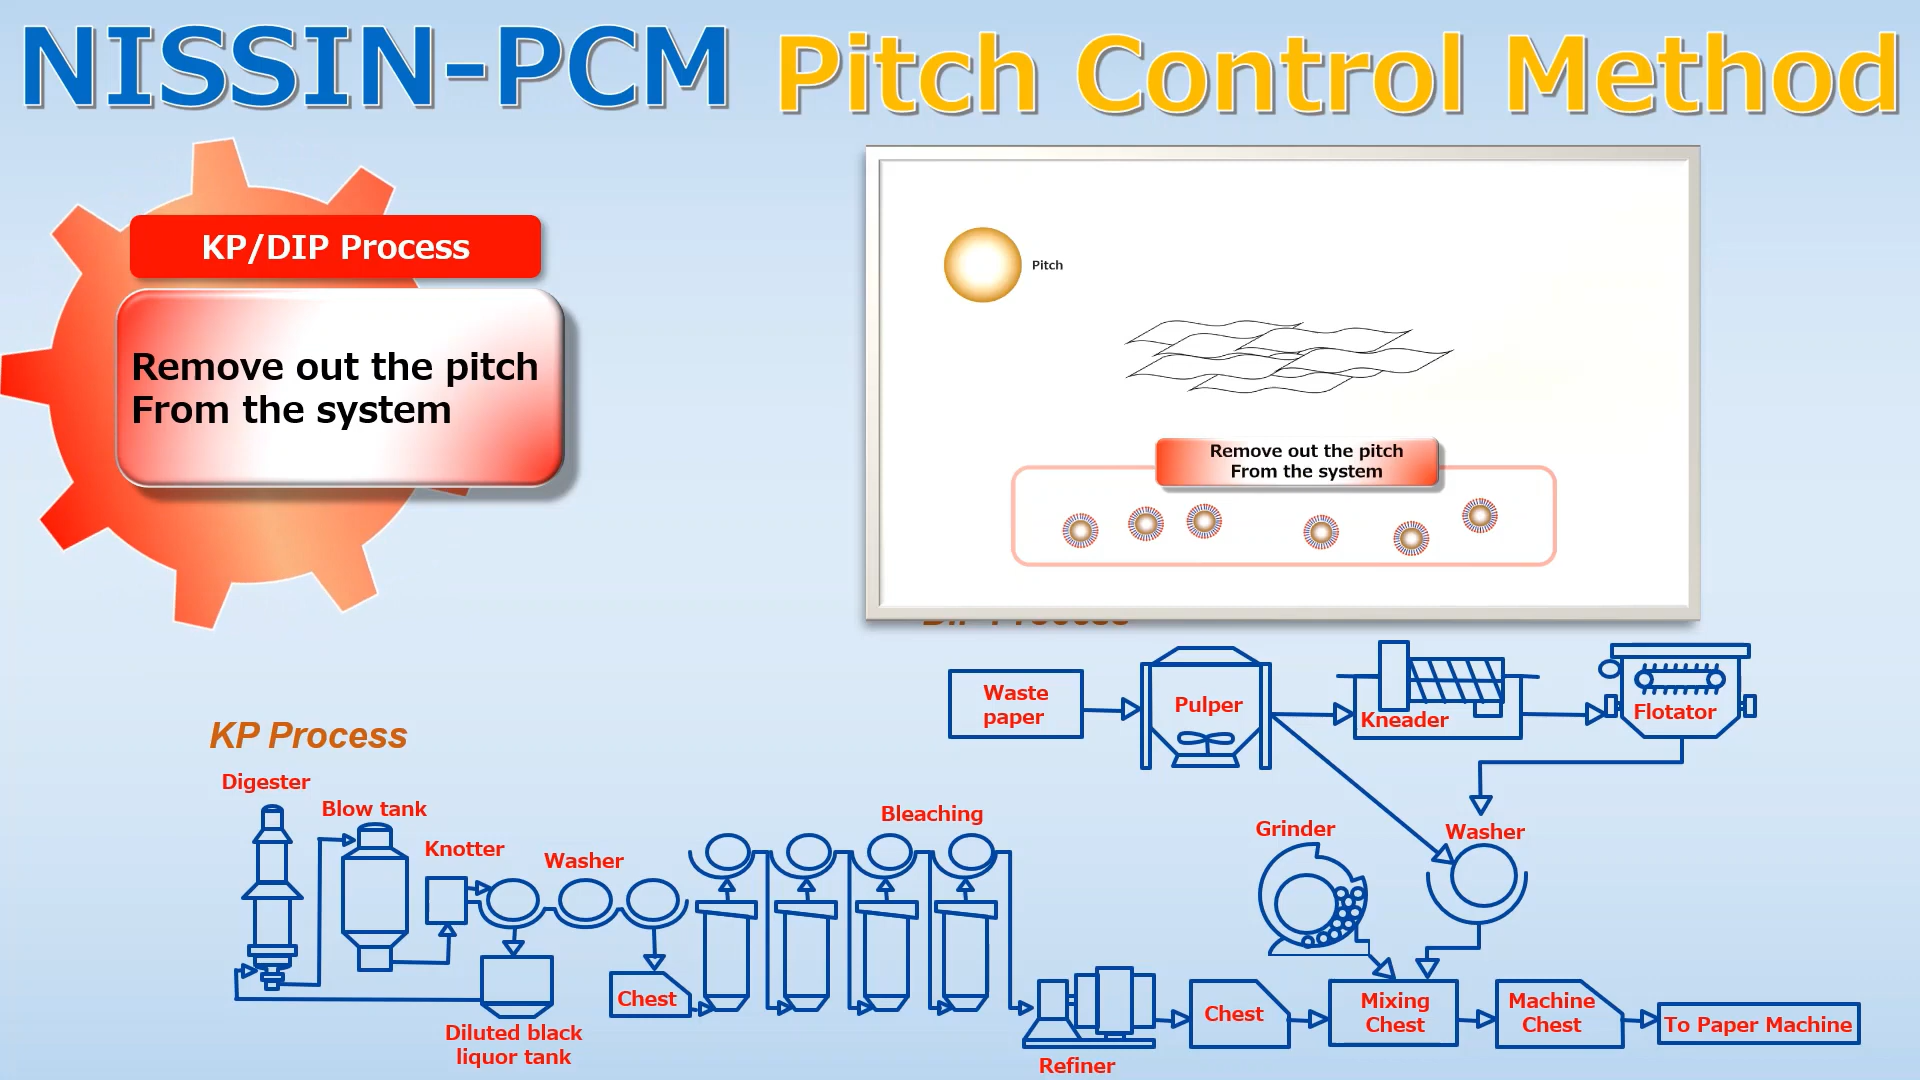 NISSIN-PCM Pitch Control Method
KP/DIP Process
Remove out the pitch
From the system
Pitch
Remove out the pitch
From the system
DIP Process
Waste
paper
Pulper
Kneader
Flotator
KP Process
Digester
Blow tank
Knotter
Washer
Bleaching
Grinder
Washer
Chest
Diluted black
liquor tank
Refiner
Chest
Mixing
Chest
Machine
Chest
To Paper Machine